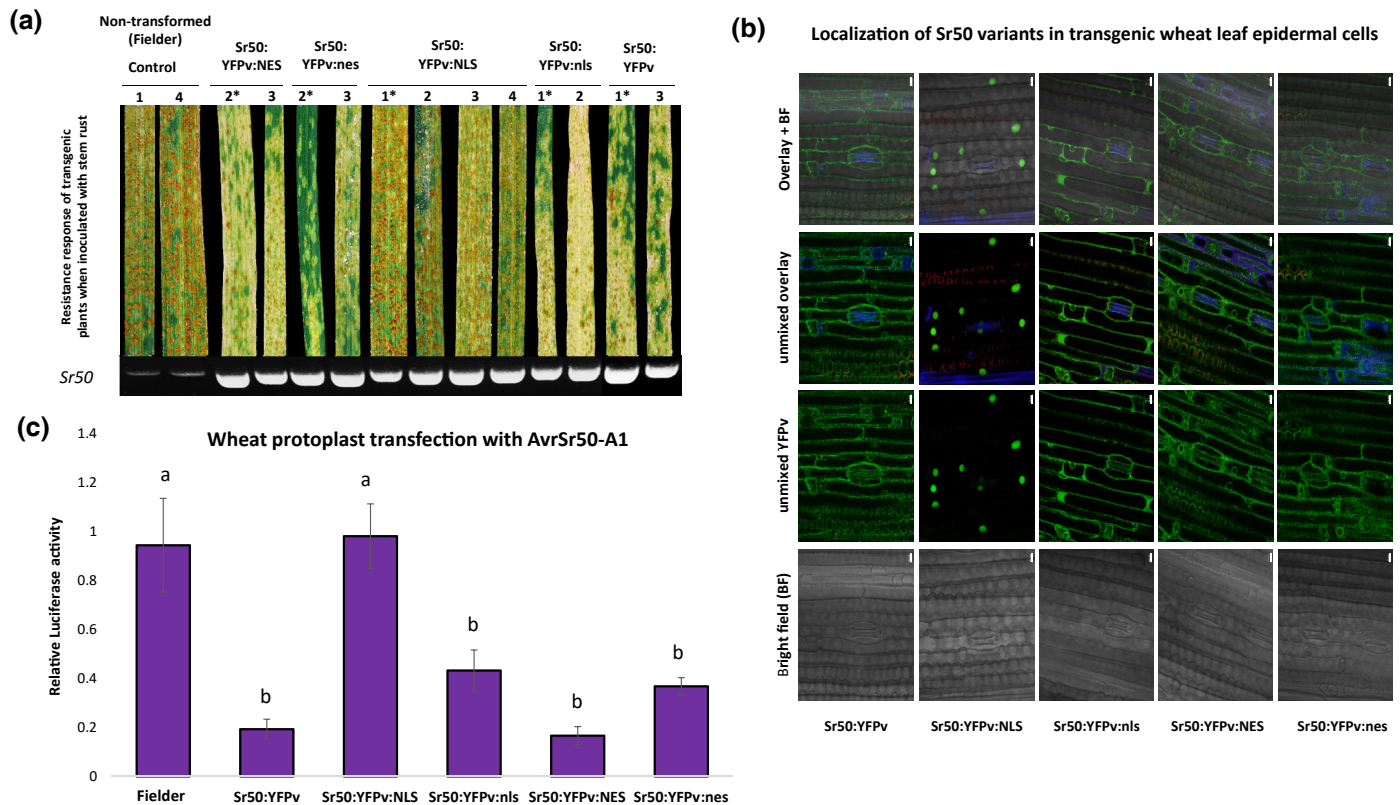 (a)
Non-transformed
(Fielder)
Control
Sr50:
YFPv:NES
Sr50:
YFPv:nes
Sr50:
YFPv:NLS
Sr50:
YFPv:nls
Sr50:
YFPv
1 4 2* 3 2* 3 1* 2 3 4 1* 2 1* 3
Resistance response of transgenic
plants when inoculated with stem rust
Sr50
(b)
Localization of Sr50 variants in transgenic wheat leaf epidermal cells
Overlay + BF
unmixed overlay
unmixed YFPv
Bright field (BF)
Sr50:YFPv Sr50:YFPv:NLS Sr50:YFPv:nls Sr50:YFPv:NES Sr50:YFPv:nes
(c)
Wheat protoplast transfection with AvrSr50-A1
Relative Luciferase activity
1.4
1.2
1
0.8
0.6
0.4
0.2
0
a
b
a
b
b
b
Fielder Sr50:YFPv Sr50:YFPv:NLS Sr50:YFPv:nls Sr50:YFPv:NES Sr50:YFPv:nes